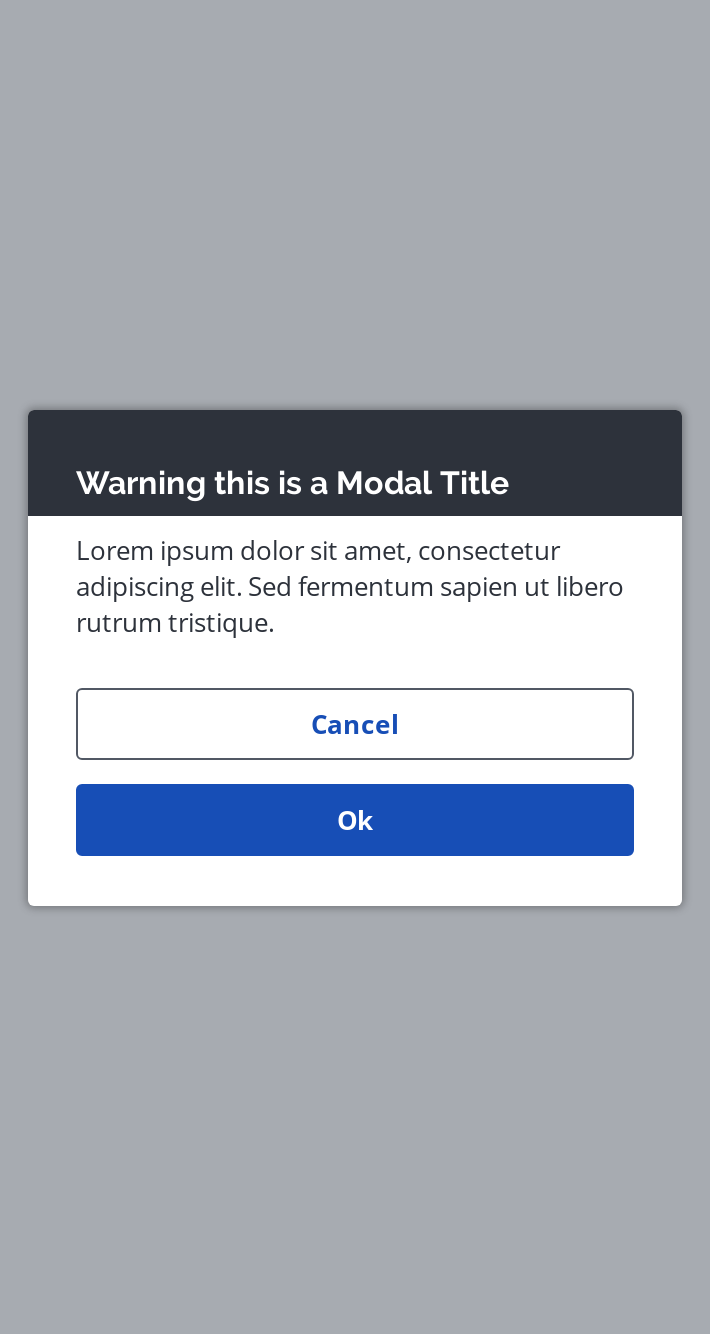 Warning this is a Modal Title
Lorem ipsum dolor sit amet, consectetur
adipiscing elit. Sed fermentum sapien ut libero
rutrum tristique.
Cancel
Ok